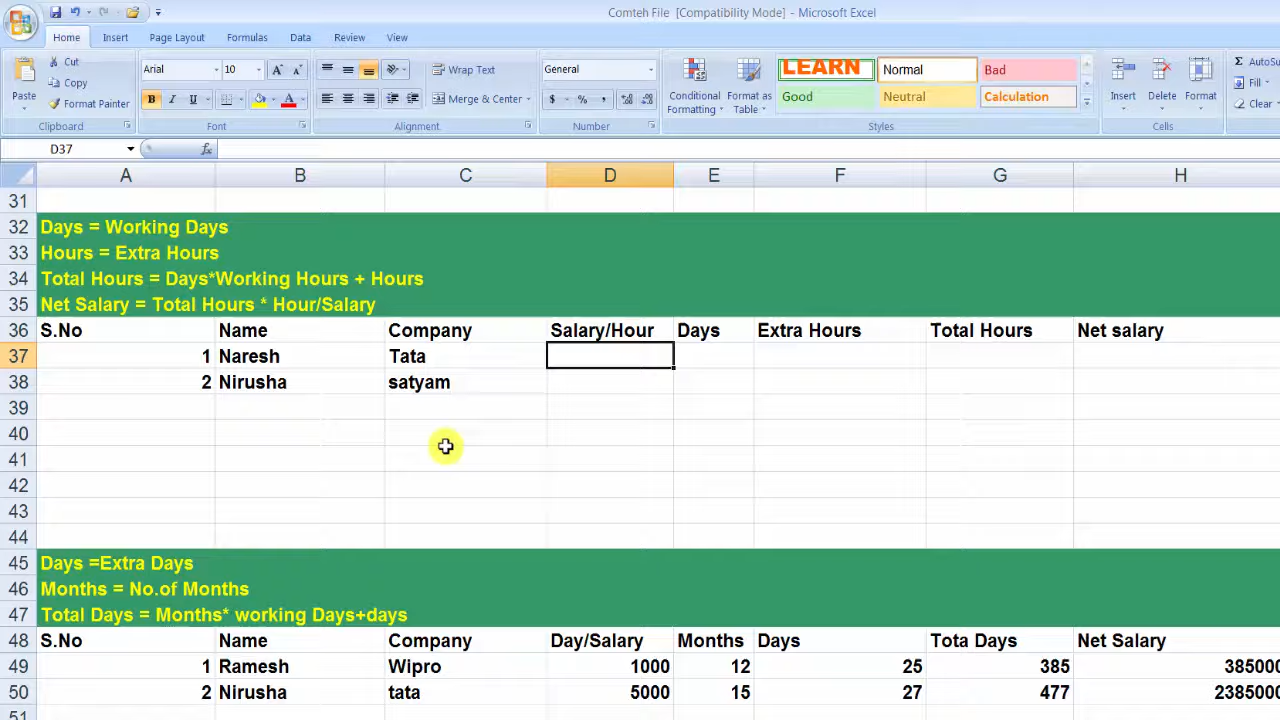 Comteh File [Compatibility Mode] - Microsoft Excel
Home Insert Page Layout Formulas Data Review View
Cut Arial 10 Wrap Text General LEARN Normal Bad AutoSu
Copy Fill
Paste Format Painter B I U A Merge & Center $ % , Conditional Formatting Format as Table Good Neutral Calculation Insert Delete Format Clear
Clipboard Font Alignment Number Styles Cells
D37 fx
A B C D E F G H
31
32 Days = Working Days
33 Hours = Extra Hours
34 Total Hours = Days*Working Hours + Hours
35 Net Salary = Total Hours * Hour/Salary
36 S.No Name Company Salary/Hour Days Extra Hours Total Hours Net salary
37 1 Naresh Tata
38 2 Nirusha satyam
39
40
41
42
43
44
45 Days =Extra Days
46 Months = No.of Months
47 Total Days = Months* working Days+days
48 S.No Name Company Day/Salary Months Days Tota Days Net Salary
49 1 Ramesh Wipro 1000 12 25 385 385000
50 2 Nirusha tata 5000 15 27 477 2385000
51